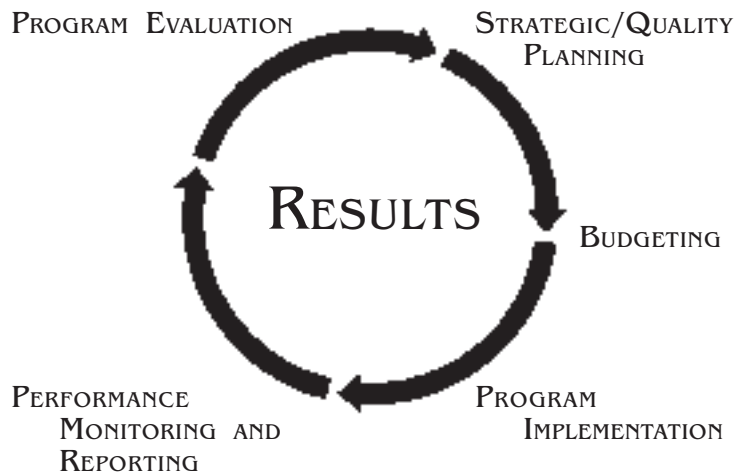 Program Evaluation
Strategic/Quality
Planning
Results
Budgeting
Performance
Monitoring and
Reporting
Program
Implementation